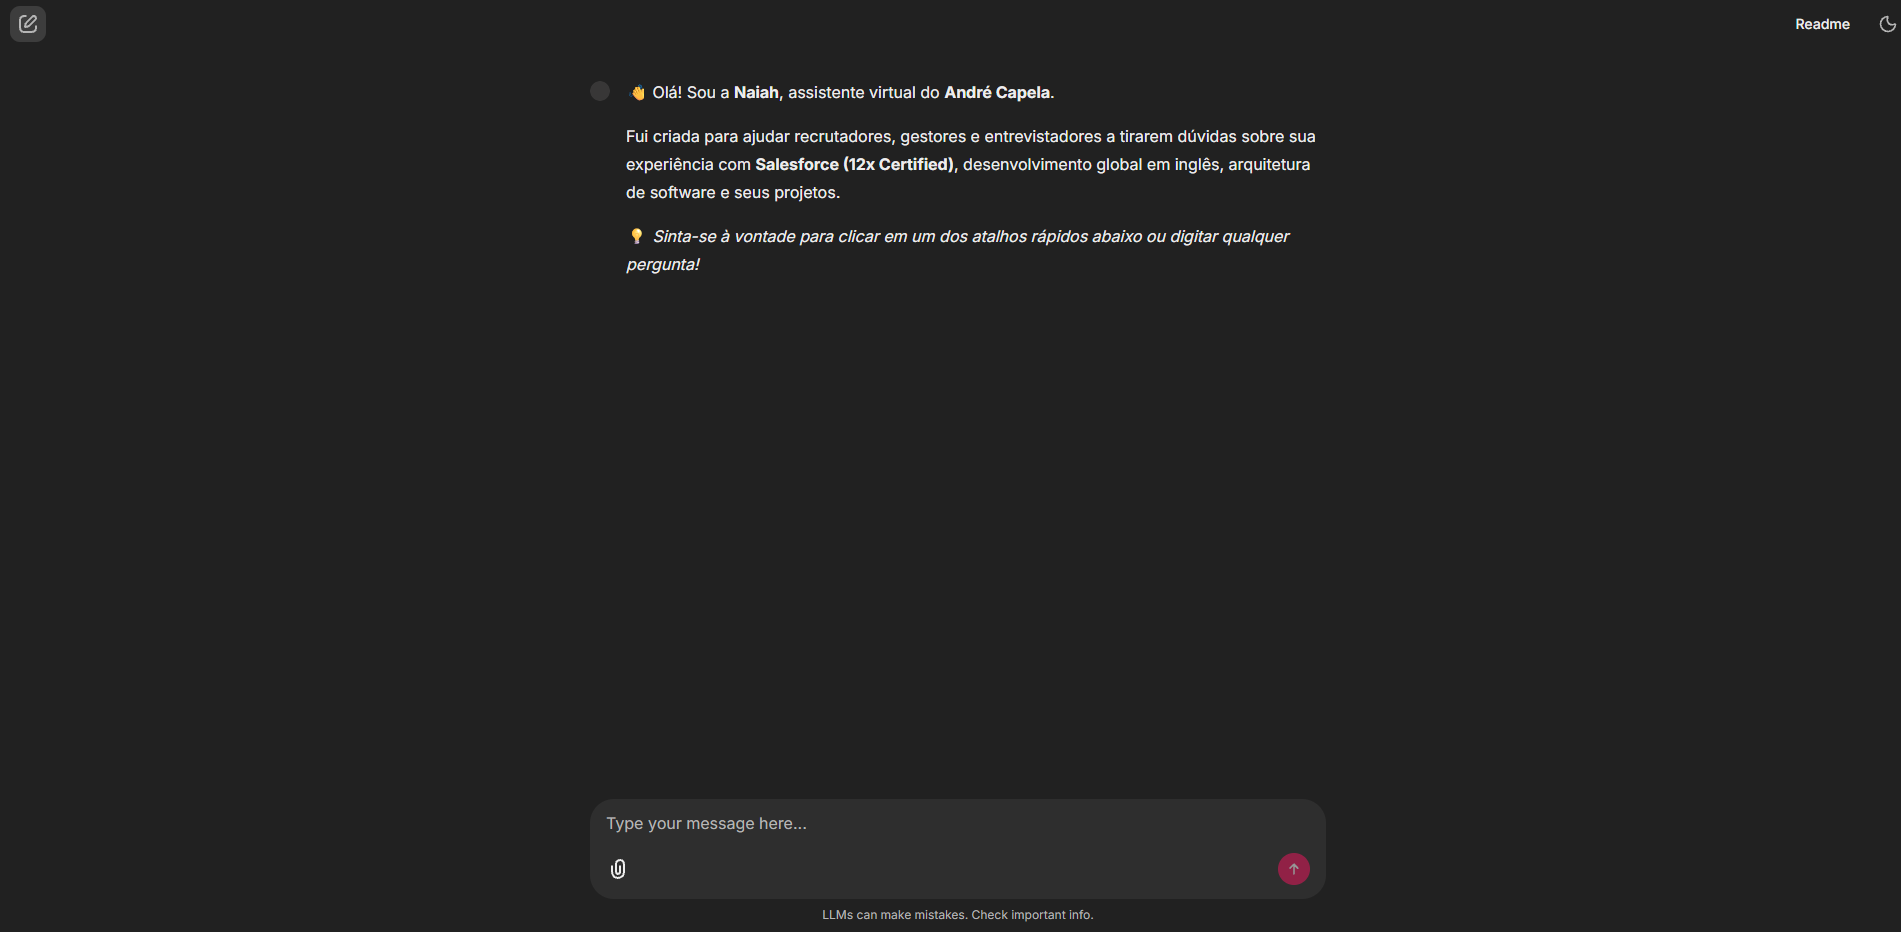 Readme
👋 Olá! Sou a Naiah, assistente virtual do André Capela.
Fui criada para ajudar recrutadores, gestores e entrevistadores a tirarem dúvidas sobre sua
experiência com Salesforce (12x Certified), desenvolvimento global em inglês, arquitetura
de software e seus projetos.
💡 Sinta-se à vontade para clicar em um dos atalhos rápidos abaixo ou digitar qualquer
pergunta!
Type your message here...
LLMs can make mistakes. Check important info.